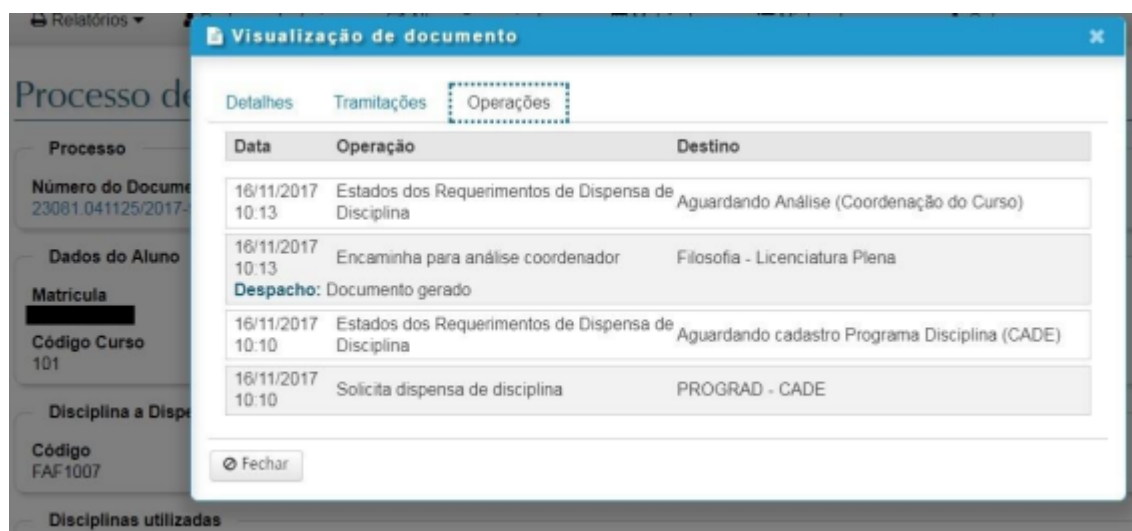 Relatórios
Visualização de documento
Processo de
Detalhes Tramitações Operações
Processo
Data Operação Destino
Número do Docume
23081.041125/2017-
16/11/2017 Estados dos Requerimentos de Dispensa de
10:13 Disciplina
Aguardando Análise (Coordenação do Curso)
Dados do Aluno
16/11/2017
10:13
Encaminha para análise coordenador Filosofia - Licenciatura Plena
Despacho: Documento gerado
Matricula
16/11/2017 Estados dos Requerimentos de Dispensa de
10:10 Disciplina
Aguardando cadastro Programa Disciplina (CADE)
Código Curso
101
16/11/2017
10:10
Solicita dispensa de disciplina PROGRAD - CADE
Disciplina a Dispe
Código
FAF1007
Fechar
Disciplinas utilizadas